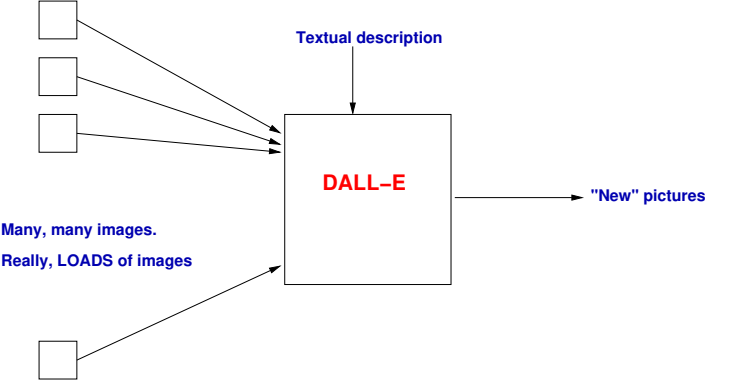 Textual description
DALL−E
"New" pictures
Many, many images.
Really, LOADS of images